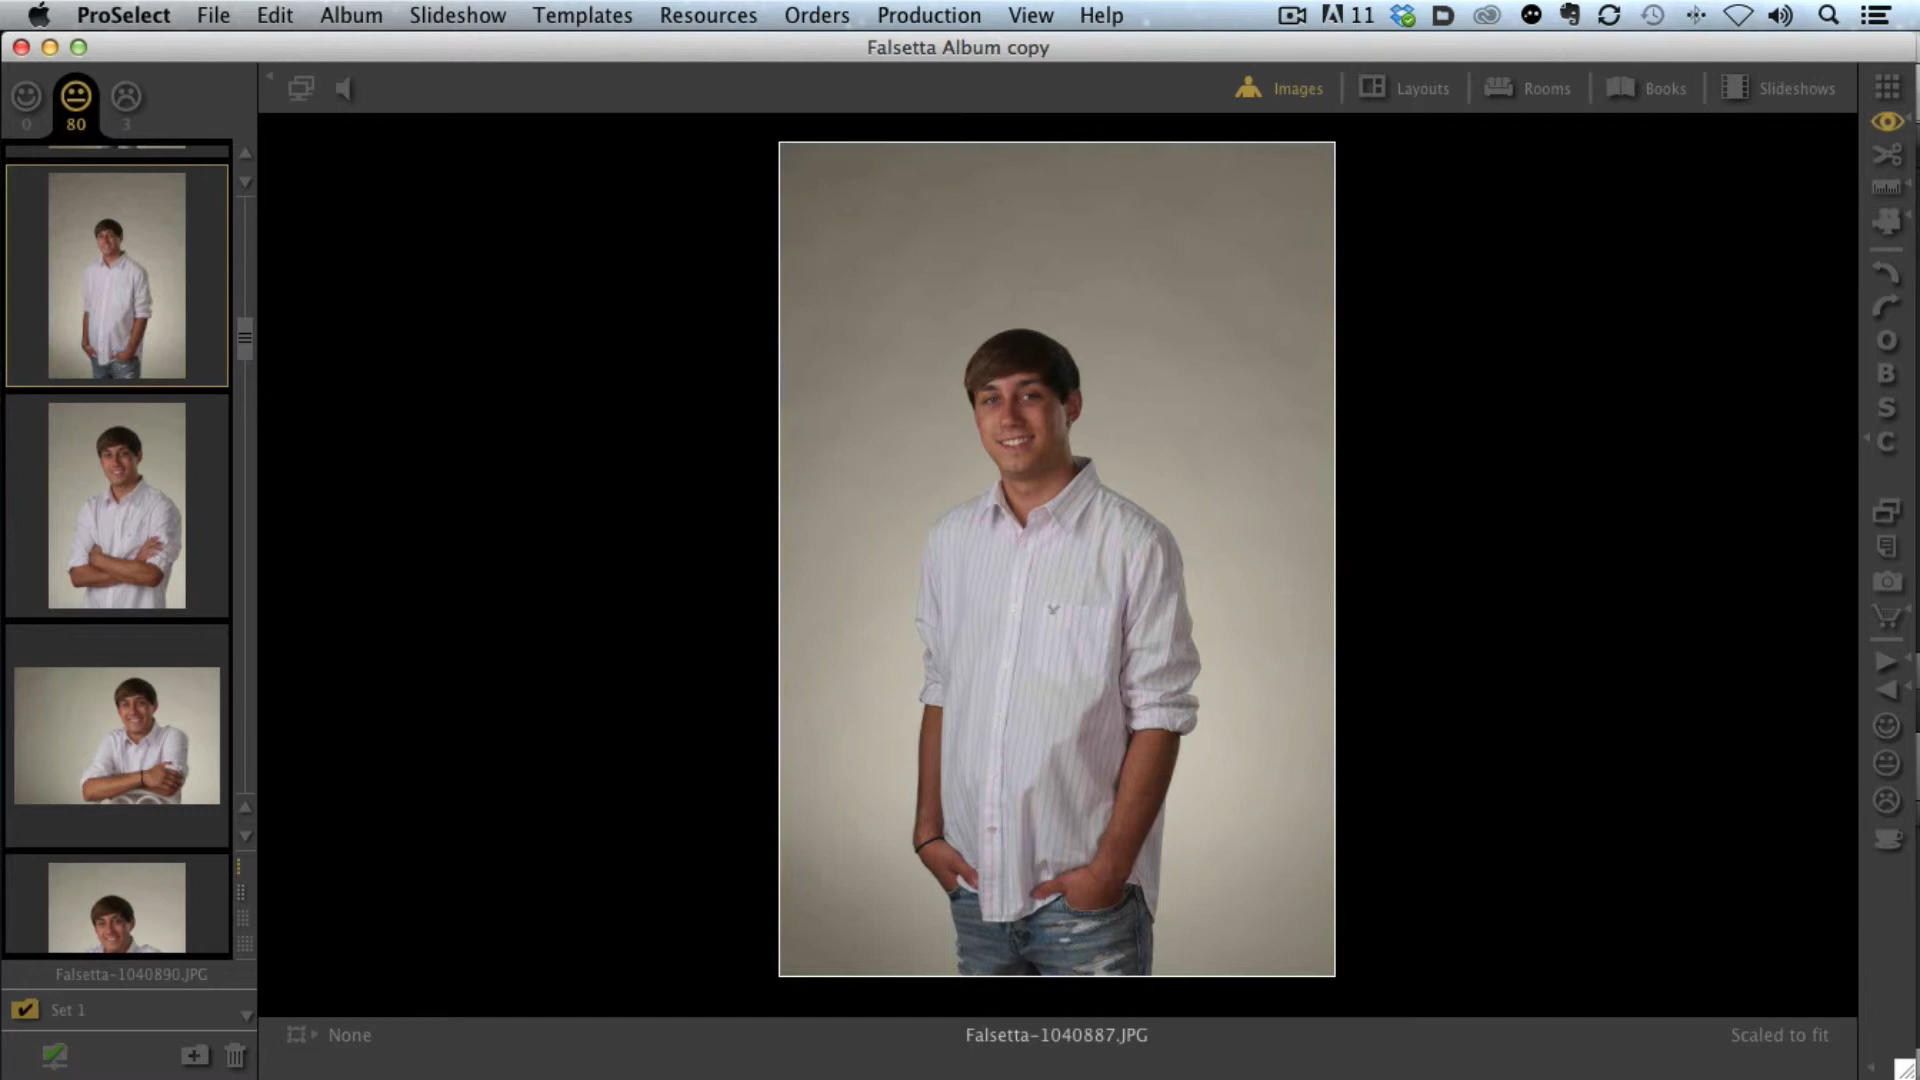 ProSelect File Edit Album Slideshow Templates Resources Orders Production View Help 11
Falsetta Album copy
0 80 3
Images Layouts Rooms Books Slideshows
O
B
S
C
Falsetta-1040890.JPG
Set 1
None Falsetta-1040887.JPG Scaled to fit